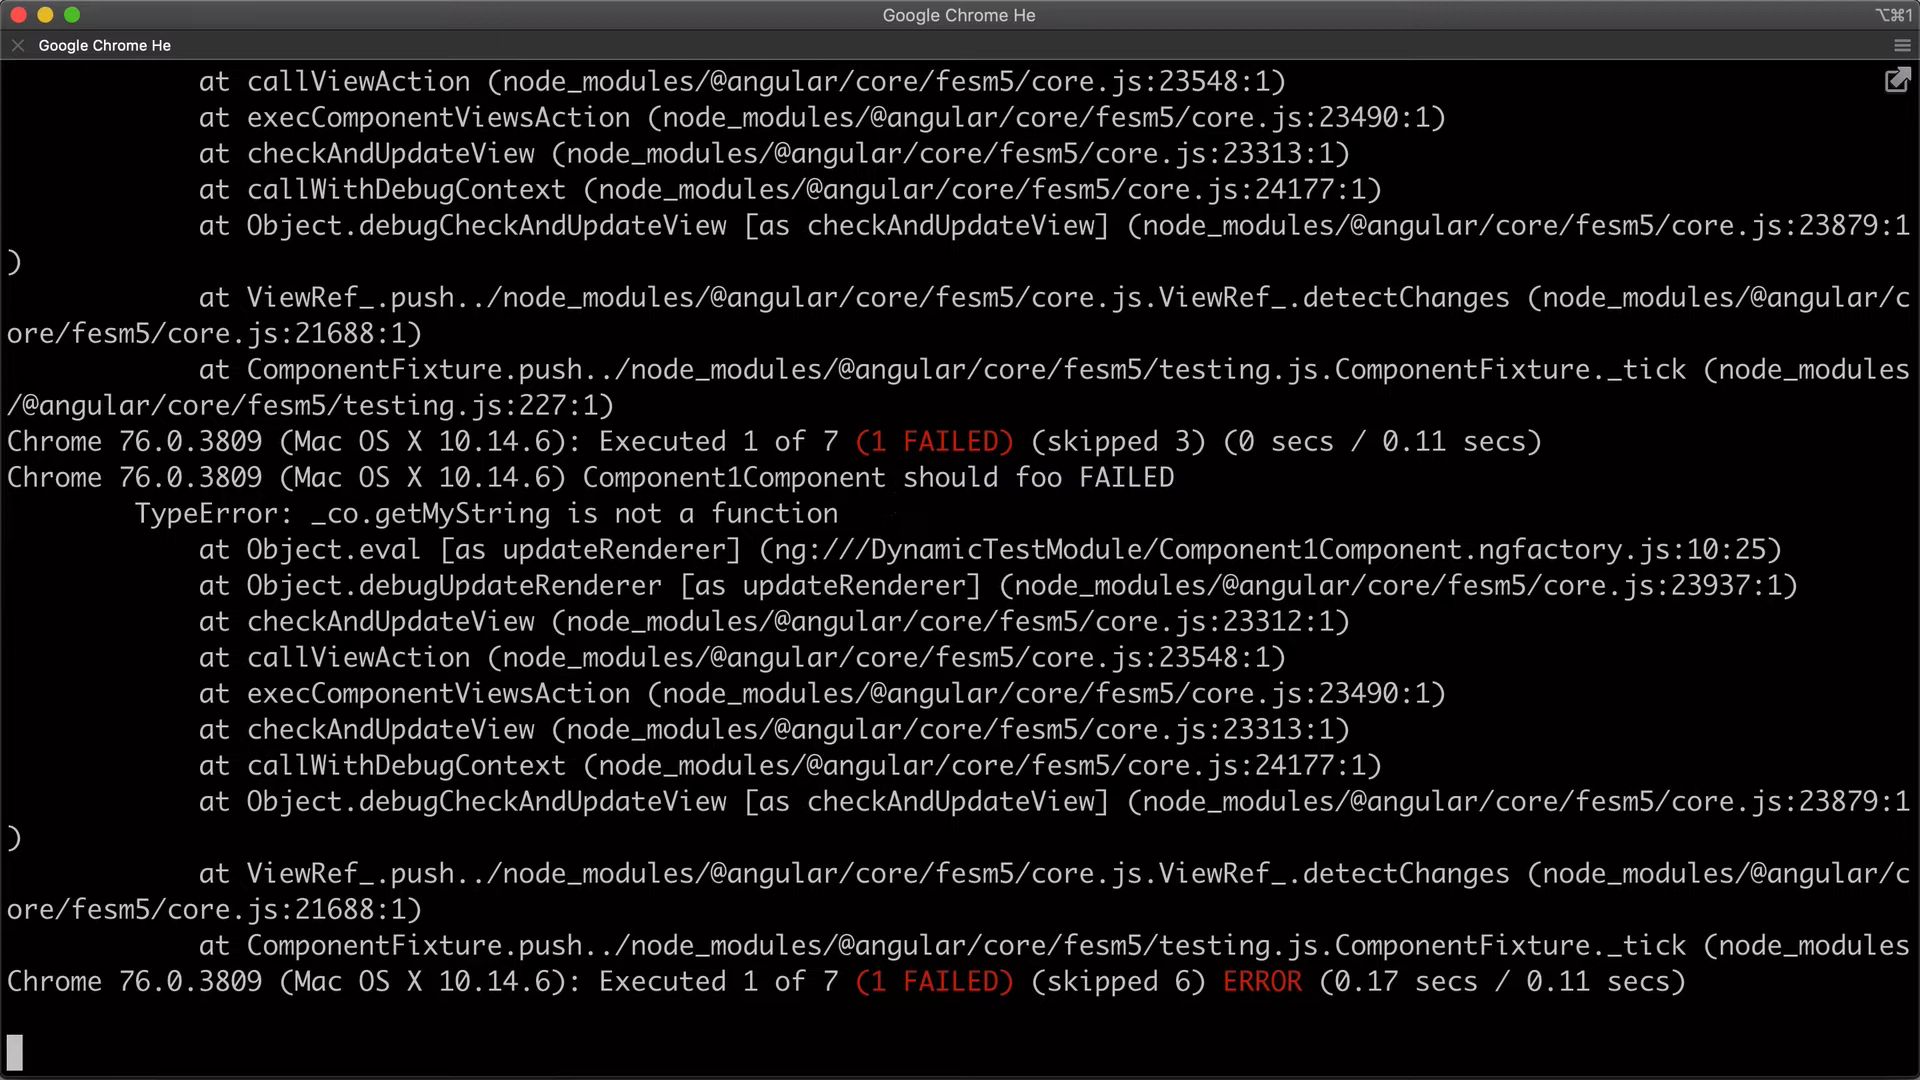 Google Chrome He
⌥⌘1
Google Chrome He
at callViewAction (node_modules/@angular/core/fesm5/core.js:23548:1)
at execComponentViewsAction (node_modules/@angular/core/fesm5/core.js:23490:1)
at checkAndUpdateView (node_modules/@angular/core/fesm5/core.js:23313:1)
at callWithDebugContext (node_modules/@angular/core/fesm5/core.js:24177:1)
at Object.debugCheckAndUpdateView [as checkAndUpdateView] (node_modules/@angular/core/fesm5/core.js:23879:1
)
at ViewRef_.push../node_modules/@angular/core/fesm5/core.js.ViewRef_.detectChanges (node_modules/@angular/c
ore/fesm5/core.js:21688:1)
at ComponentFixture.push../node_modules/@angular/core/fesm5/testing.js.ComponentFixture._tick (node_modules
/@angular/core/fesm5/testing.js:227:1)
Chrome 76.0.3809 (Mac OS X 10.14.6): Executed 1 of 7 (1 FAILED) (skipped 3) (0 secs / 0.11 secs)
Chrome 76.0.3809 (Mac OS X 10.14.6) Component1Component should foo FAILED
TypeError: _co.getMyString is not a function
at Object.eval [as updateRenderer] (ng:///DynamicTestModule/Component1Component.ngfactory.js:10:25)
at Object.debugUpdateRenderer [as updateRenderer] (node_modules/@angular/core/fesm5/core.js:23937:1)
at checkAndUpdateView (node_modules/@angular/core/fesm5/core.js:23312:1)
at callViewAction (node_modules/@angular/core/fesm5/core.js:23548:1)
at execComponentViewsAction (node_modules/@angular/core/fesm5/core.js:23490:1)
at checkAndUpdateView (node_modules/@angular/core/fesm5/core.js:23313:1)
at callWithDebugContext (node_modules/@angular/core/fesm5/core.js:24177:1)
at Object.debugCheckAndUpdateView [as checkAndUpdateView] (node_modules/@angular/core/fesm5/core.js:23879:1
)
at ViewRef_.push../node_modules/@angular/core/fesm5/core.js.ViewRef_.detectChanges (node_modules/@angular/c
ore/fesm5/core.js:21688:1)
at ComponentFixture.push../node_modules/@angular/core/fesm5/testing.js.ComponentFixture._tick (node_modules
Chrome 76.0.3809 (Mac OS X 10.14.6): Executed 1 of 7 (1 FAILED) (skipped 6) ERROR (0.17 secs / 0.11 secs)